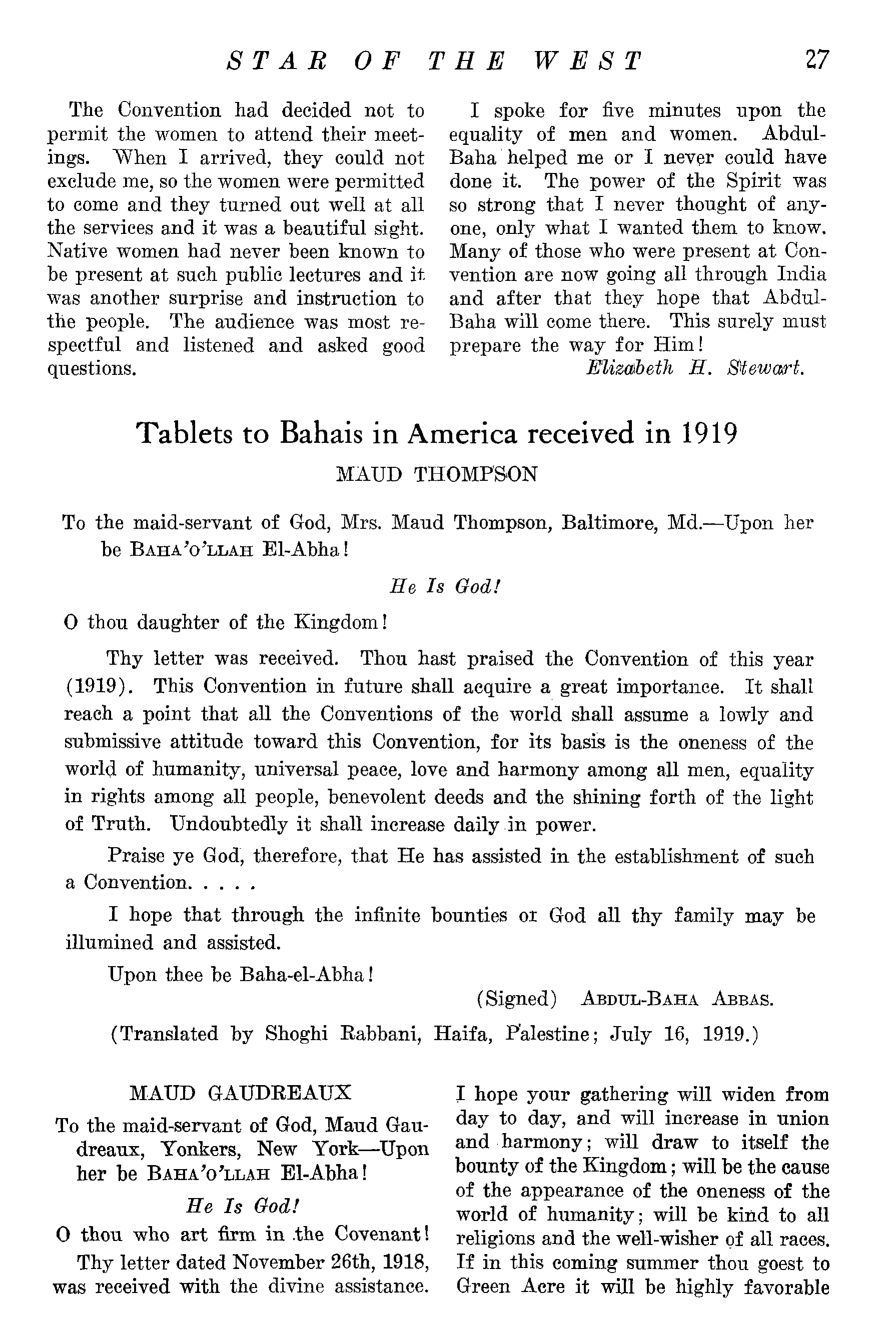 STAR OF THE WEST 27
The Convention had decided not to
permit the women to attend their meet-
ings. When I arrived, they could not
exclude me, so the women were permitted
to come and they turned out well at all
the services and it was a beautiful sight.
Native women had never been known to
be present at such public lectures and it
was another surprise and instruction to
the people. The audience was most re-
spectful and listened and asked good
questions.
I spoke for five minutes upon the
equality of men and women. Abdul-
Baha helped me or I never could have
done it. The power of the Spirit was
so strong that I never thought of any-
one, only what I wanted them to know.
Many of those who were present at Con-
vention are now going all through India
and after that they hope that Abdul-
Baha will come there. This surely must
prepare the way for Him!
Elizabeth H. Stewart.
Tablets to Bahais in America received in 1919
MAUD THOMPSON
To the maid-servant of God, Mrs. Maud Thompson, Baltimore, Md.—Upon her
be BAHA'O'LLAH El-Abha!
He Is God!
O thou daughter of the Kingdom!
Thy letter was received. Thou hast praised the Convention of this year
(1919). This Convention in future shall acquire a great importance. It shall
reach a point that all the Conventions of the world shall assume a lowly and
submissive attitude toward this Convention, for its basis is the oneness of the
world of humanity, universal peace, love and harmony among all men, equality
in rights among all people, benevolent deeds and the shining forth of the light
of Truth. Undoubtedly it shall increase daily in power.
Praise ye God, therefore, that He has assisted in the establishment of such
a Convention. . . . .
I hope that through the infinite bounties of God all thy family may be
illumined and assisted.
Upon thee be Baha-el-Abha!
(Signed) ABDUL-BAHA ABBAS.
(Translated by Shoghi Rabbani, Haifa, Palestine; July 16, 1919.)
MAUD GAUDREAUX
To the maid-servant of God, Maud Gau-
dreaux, Yonkers, New York—Upon
her be BAHA'O'LLAH El-Abha!
He Is God!
O thou who art firm in the Covenant!
Thy letter dated November 26th, 1918,
was received with the divine assistance.
I hope your gathering will widen from
day to day, and will increase in union
and harmony; will draw to itself the
bounty of the Kingdom; will be the cause
of the appearance of the oneness of the
world of humanity; will be kind to all
religions and the well-wisher of all races.
If in this coming summer thou goest to
Green Acre it will be highly favorable